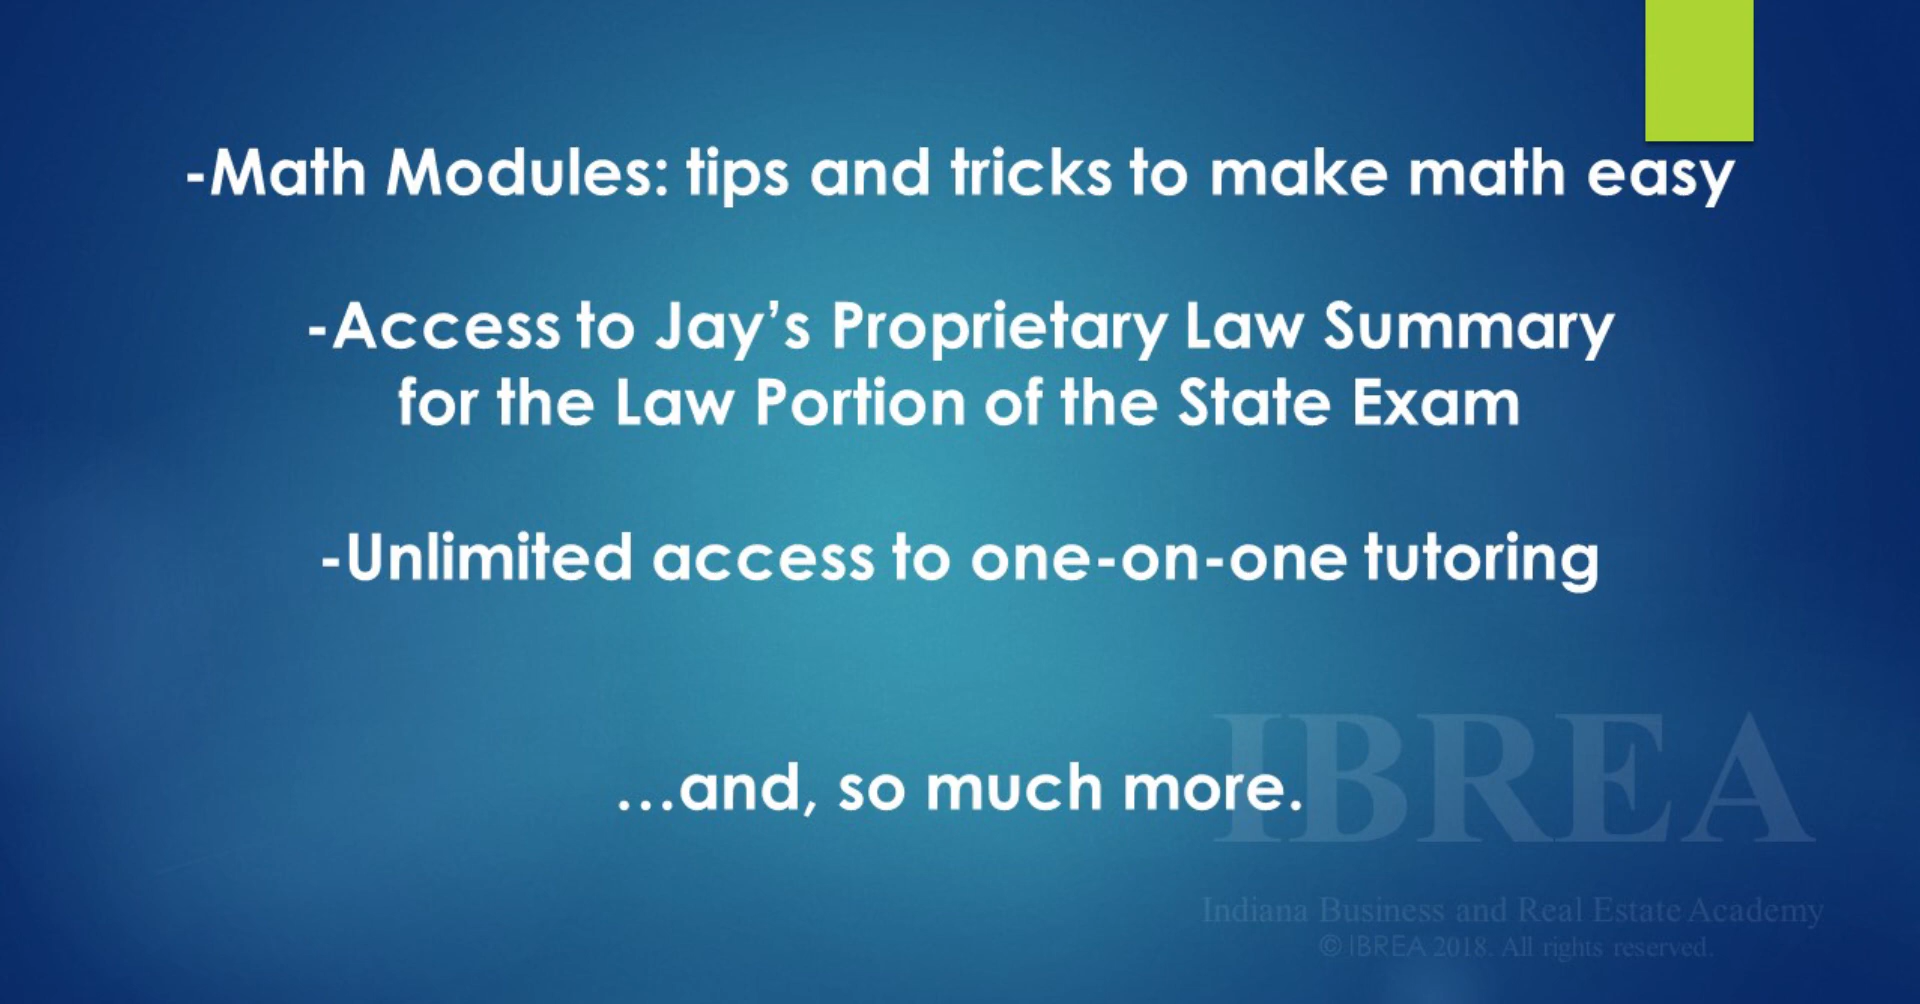 -Math Modules: tips and tricks to make math easy
-Access to Jay’s Proprietary Law Summary
for the Law Portion of the State Exam
-Unlimited access to one-on-one tutoring
…and, so much more.
IBREA
Indiana Business and Real Estate Academy
© IBREA 2018. All rights reserved.